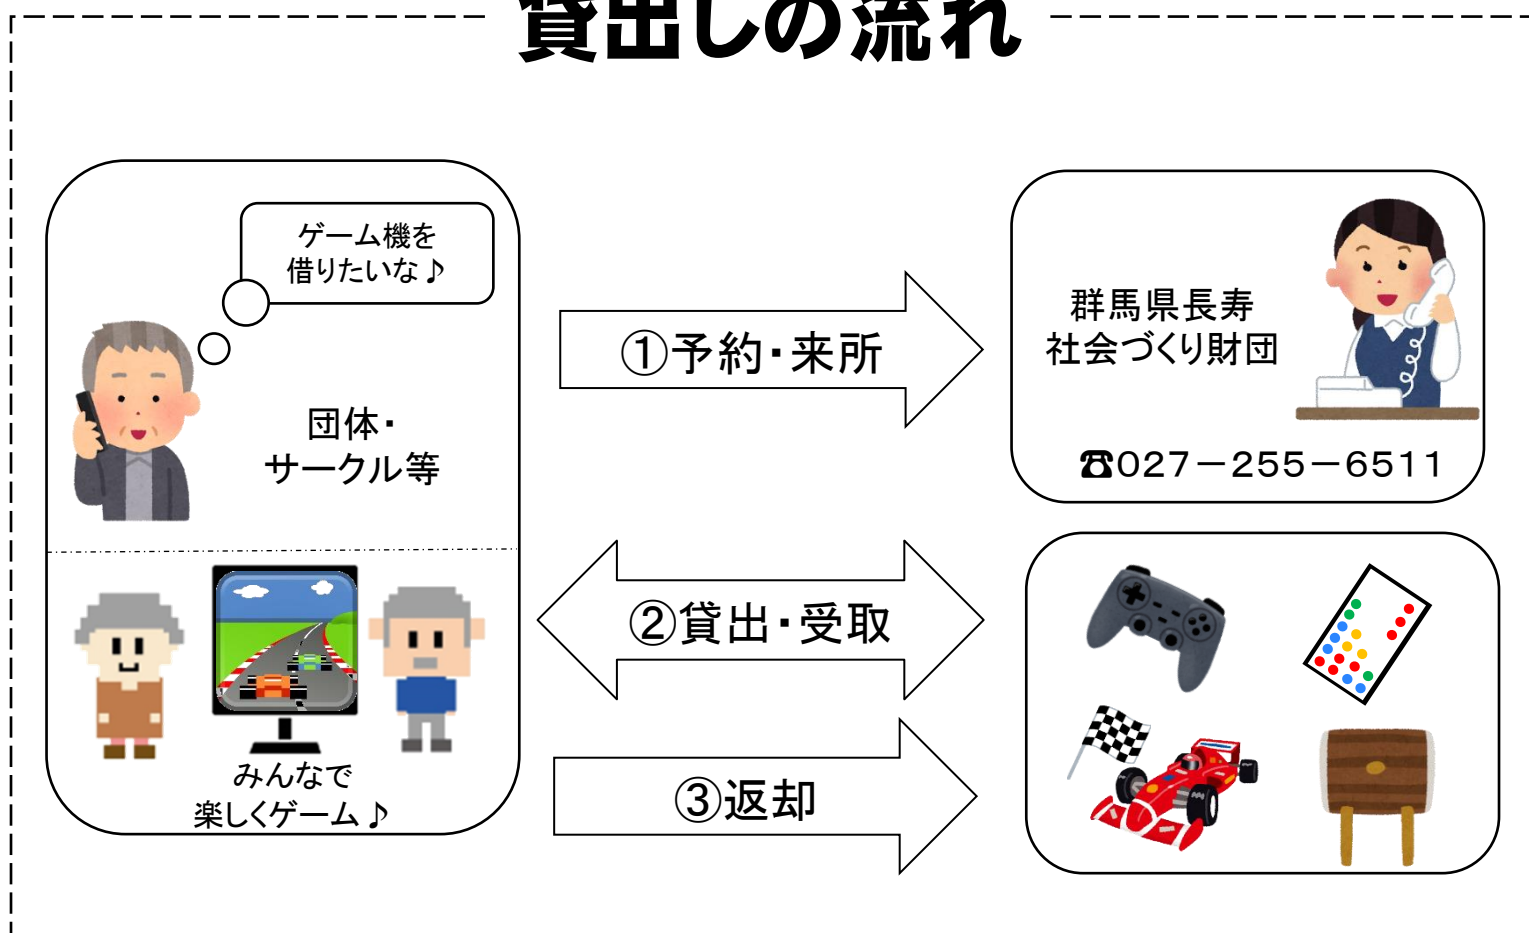 貸出しの流れ
ゲーム機を
借りたいな♪
団体・
サークル等
みんなで
楽しくゲーム♪
①予約・来所
②貸出・受取
③返却
群馬県長寿
社会づくり財団
☎027－255－6511